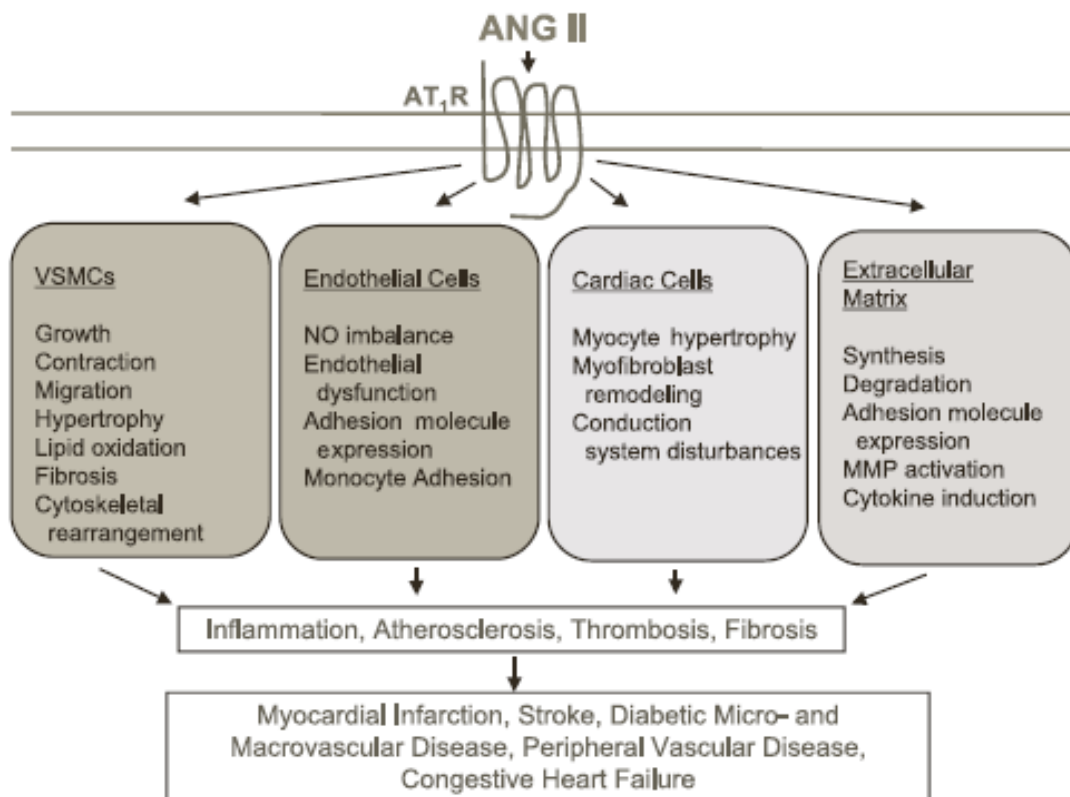 ANG II
AT1R
VSMCs
Growth
Contraction
Migration
Hypertrophy
Lipid oxidation
Fibrosis
Cytoskeletal
rearrangement
Endothelial Cells
NO imbalance
Endothelial
dysfunction
Adhesion molecule
expression
Monocyte Adhesion
Cardiac Cells
Myocyte hypertrophy
Myofibroblast
remodeling
Conduction
system disturbances
Extracellular
Matrix
Synthesis
Degradation
Adhesion molecule
expression
MMP activation
Cytokine induction
Inflammation, Atherosclerosis, Thrombosis, Fibrosis
Myocardial Infarction, Stroke, Diabetic Micro- and
Macrovascular Disease, Peripheral Vascular Disease,
Congestive Heart Failure